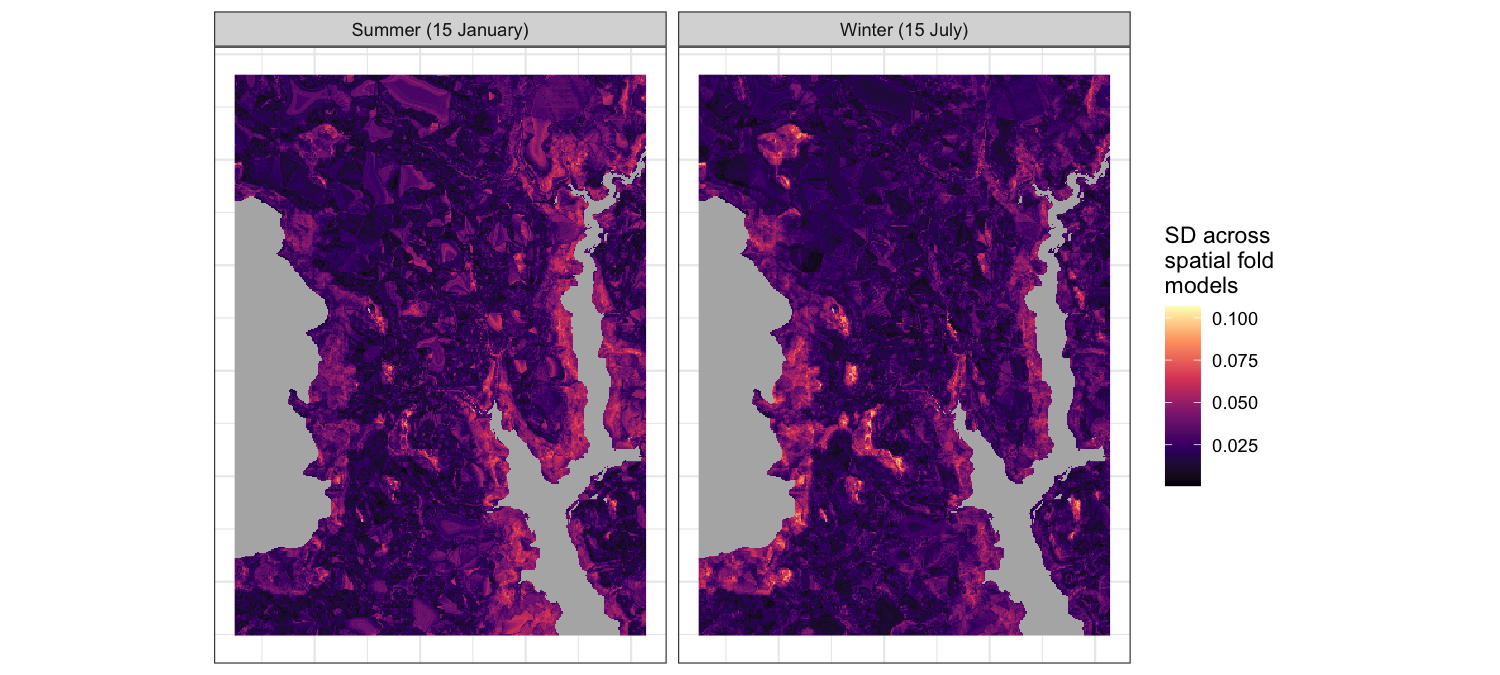 Summer (15 January)
Winter (15 July)
SD across
spatial fold
models
0.100
0.075
0.050
0.025